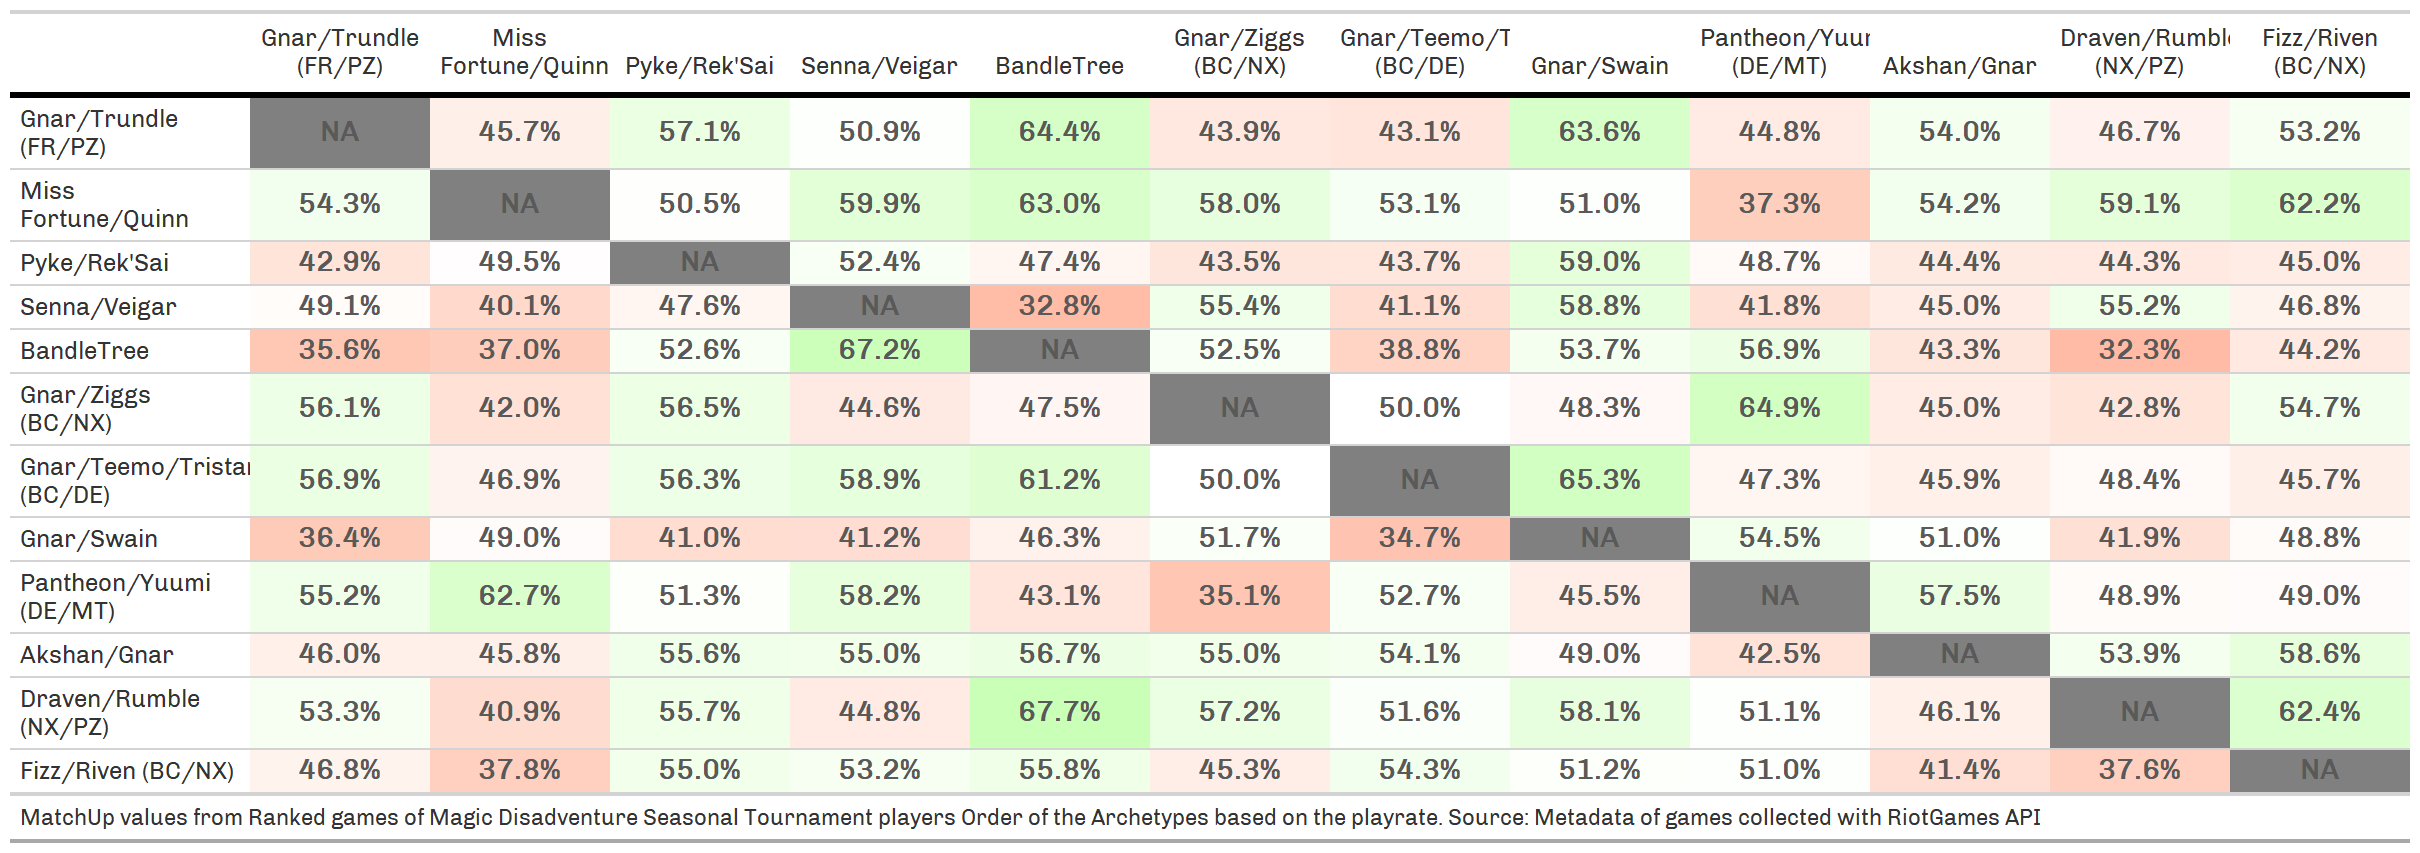 Gnar/Trundle Miss Gnar/Ziggs Gnar/Teemo/T Pantheon/Yuur Draven/Rumble Fizz/Riven
(FR/PZ) Fortune/Quinn Pyke/Rek'Sai Senna/Veigar BandleTree (BC/NX) (BC/DE) Gnar/Swain (DE/MT) Akshan/Gnar (NX/PZ) (BC/NX)
Gnar/Trundle
(FR/PZ) NA 45.7% 57.1% 50.9% 64.4% 43.9% 43.1% 63.6% 44.8% 54.0% 46.7% 53.2%
Miss
Fortune/Quinn 54.3% NA 50.5% 59.9% 63.0% 58.0% 53.1% 51.0% 37.3% 54.2% 59.1% 62.2%
Pyke/Rek'Sai 42.9% 49.5% NA 52.4% 47.4% 43.5% 43.7% 59.0% 48.7% 44.4% 44.3% 45.0%
Senna/Veigar 49.1% 40.1% 47.6% NA 32.8% 55.4% 41.1% 58.8% 41.8% 45.0% 55.2% 46.8%
BandleTree 35.6% 37.0% 52.6% 67.2% NA 52.5% 38.8% 53.7% 56.9% 43.3% 32.3% 44.2%
Gnar/Ziggs
(BC/NX) 56.1% 42.0% 56.5% 44.6% 47.5% NA 50.0% 48.3% 64.9% 45.0% 42.8% 54.7%
Gnar/Teemo/Tristar
(BC/DE) 56.9% 46.9% 56.3% 58.9% 61.2% 50.0% NA 65.3% 47.3% 45.9% 48.4% 45.7%
Gnar/Swain 36.4% 49.0% 41.0% 41.2% 46.3% 51.7% 34.7% NA 54.5% 51.0% 41.9% 48.8%
Pantheon/Yuumi
(DE/MT) 55.2% 62.7% 51.3% 58.2% 43.1% 35.1% 52.7% 45.5% NA 57.5% 48.9% 49.0%
Akshan/Gnar 46.0% 45.8% 55.6% 55.0% 56.7% 55.0% 54.1% 49.0% 42.5% NA 53.9% 58.6%
Draven/Rumble
(NX/PZ) 53.3% 40.9% 55.7% 44.8% 67.7% 57.2% 51.6% 58.1% 51.1% 46.1% NA 62.4%
Fizz/Riven (BC/NX) 46.8% 37.8% 55.0% 53.2% 55.8% 45.3% 54.3% 51.2% 51.0% 41.4% 37.6% NA
MatchUp values from Ranked games of Magic Disadventure Seasonal Tournament players Order of the Archetypes based on the playrate. Source: Metadata of games collected with RiotGames API